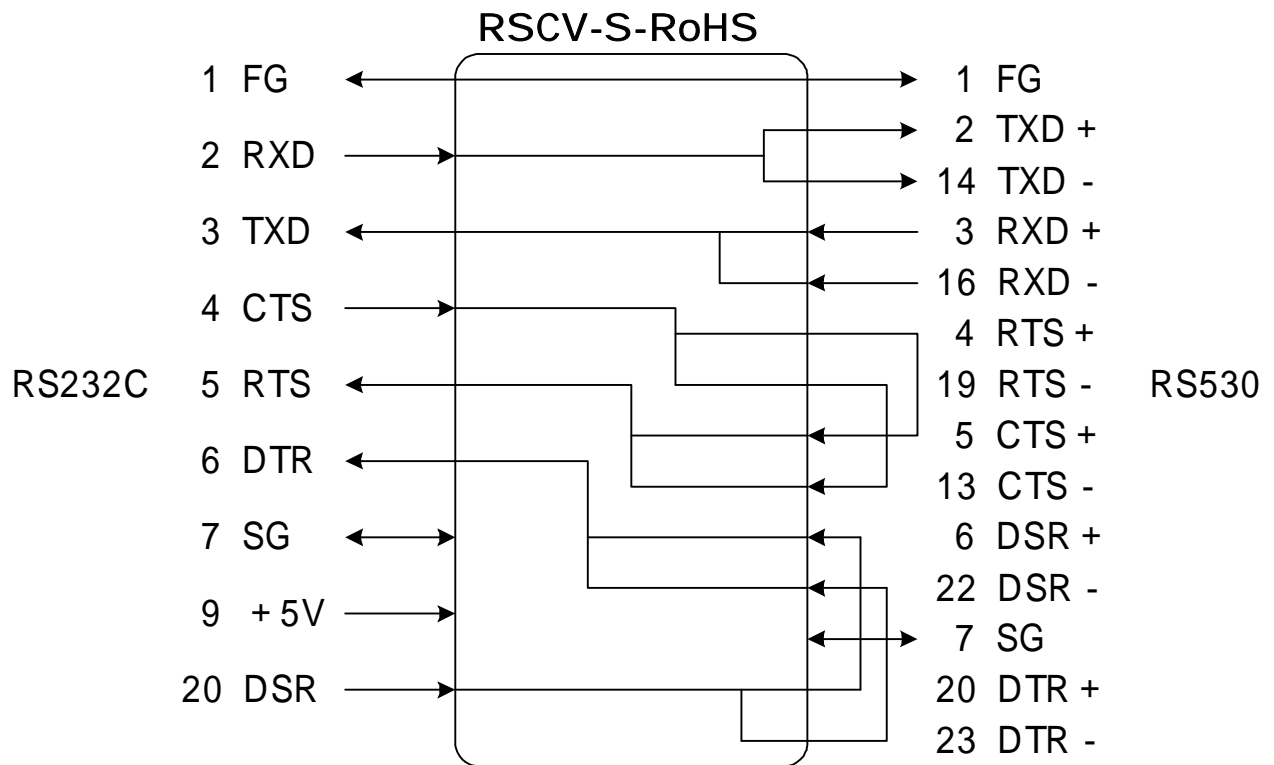 RSCV-S-RoHS
1 FG
2 RXD
3 TXD
4 CTS
RS232C
5 RTS
6 DTR
7 SG
9 +5V
20 DSR
1 FG
2 TXD +
14 TXD -
3 RXD +
16 RXD -
4 RTS +
19 RTS -
RS530
5 CTS +
13 CTS -
6 DSR +
22 DSR -
7 SG
20 DTR +
23 DTR -